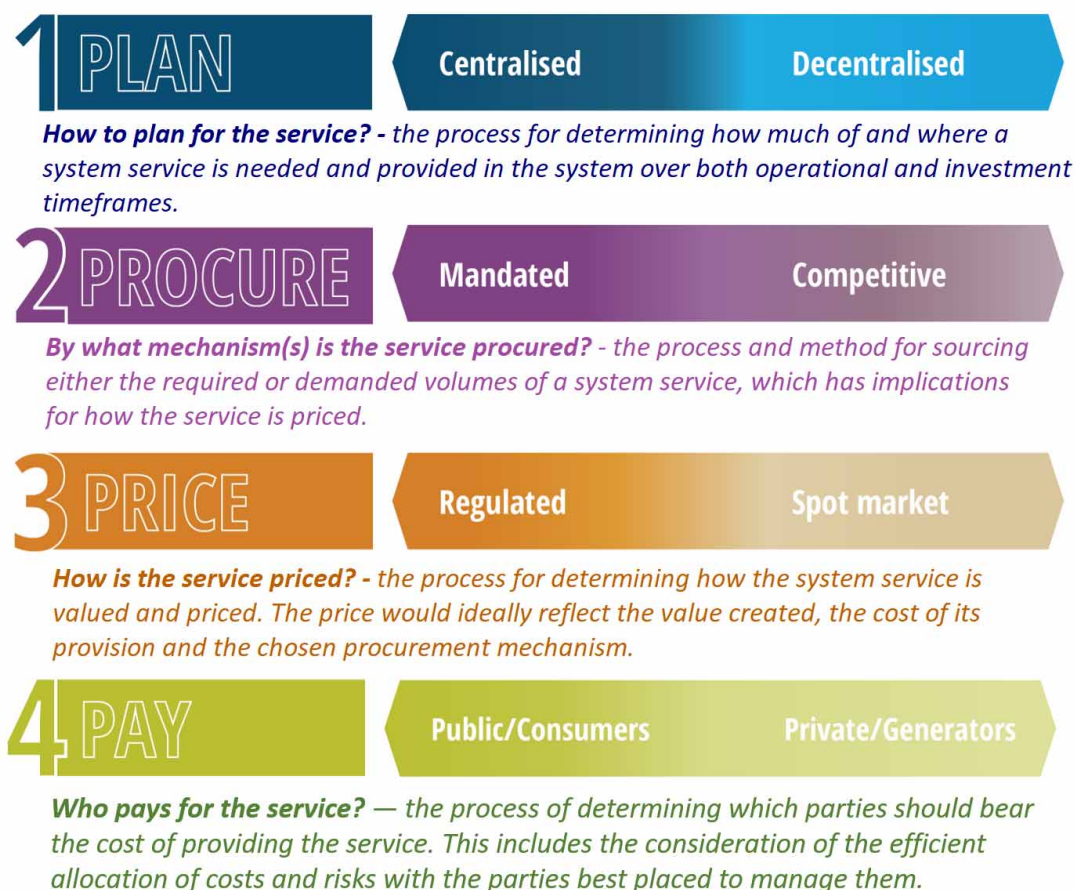 1 PLAN
Centralised Decentralised
How to plan for the service? - the process for determining how much of and where a
system service is needed and provided in the system over both operational and investment
timeframes.
2 PROCURE
Mandated Competitive
By what mechanism(s) is the service procured? - the process and method for sourcing
either the required or demanded volumes of a system service, which has implications
for how the service is priced.
3 PRICE
Regulated Spot market
How is the service priced? - the process for determining how the system service is
valued and priced. The price would ideally reflect the value created, the cost of its
provision and the chosen procurement mechanism.
4 PAY
Public/Consumers Private/Generators
Who pays for the service? — the process of determining which parties should bear
the cost of providing the service. This includes the consideration of the efficient
allocation of costs and risks with the parties best placed to manage them.